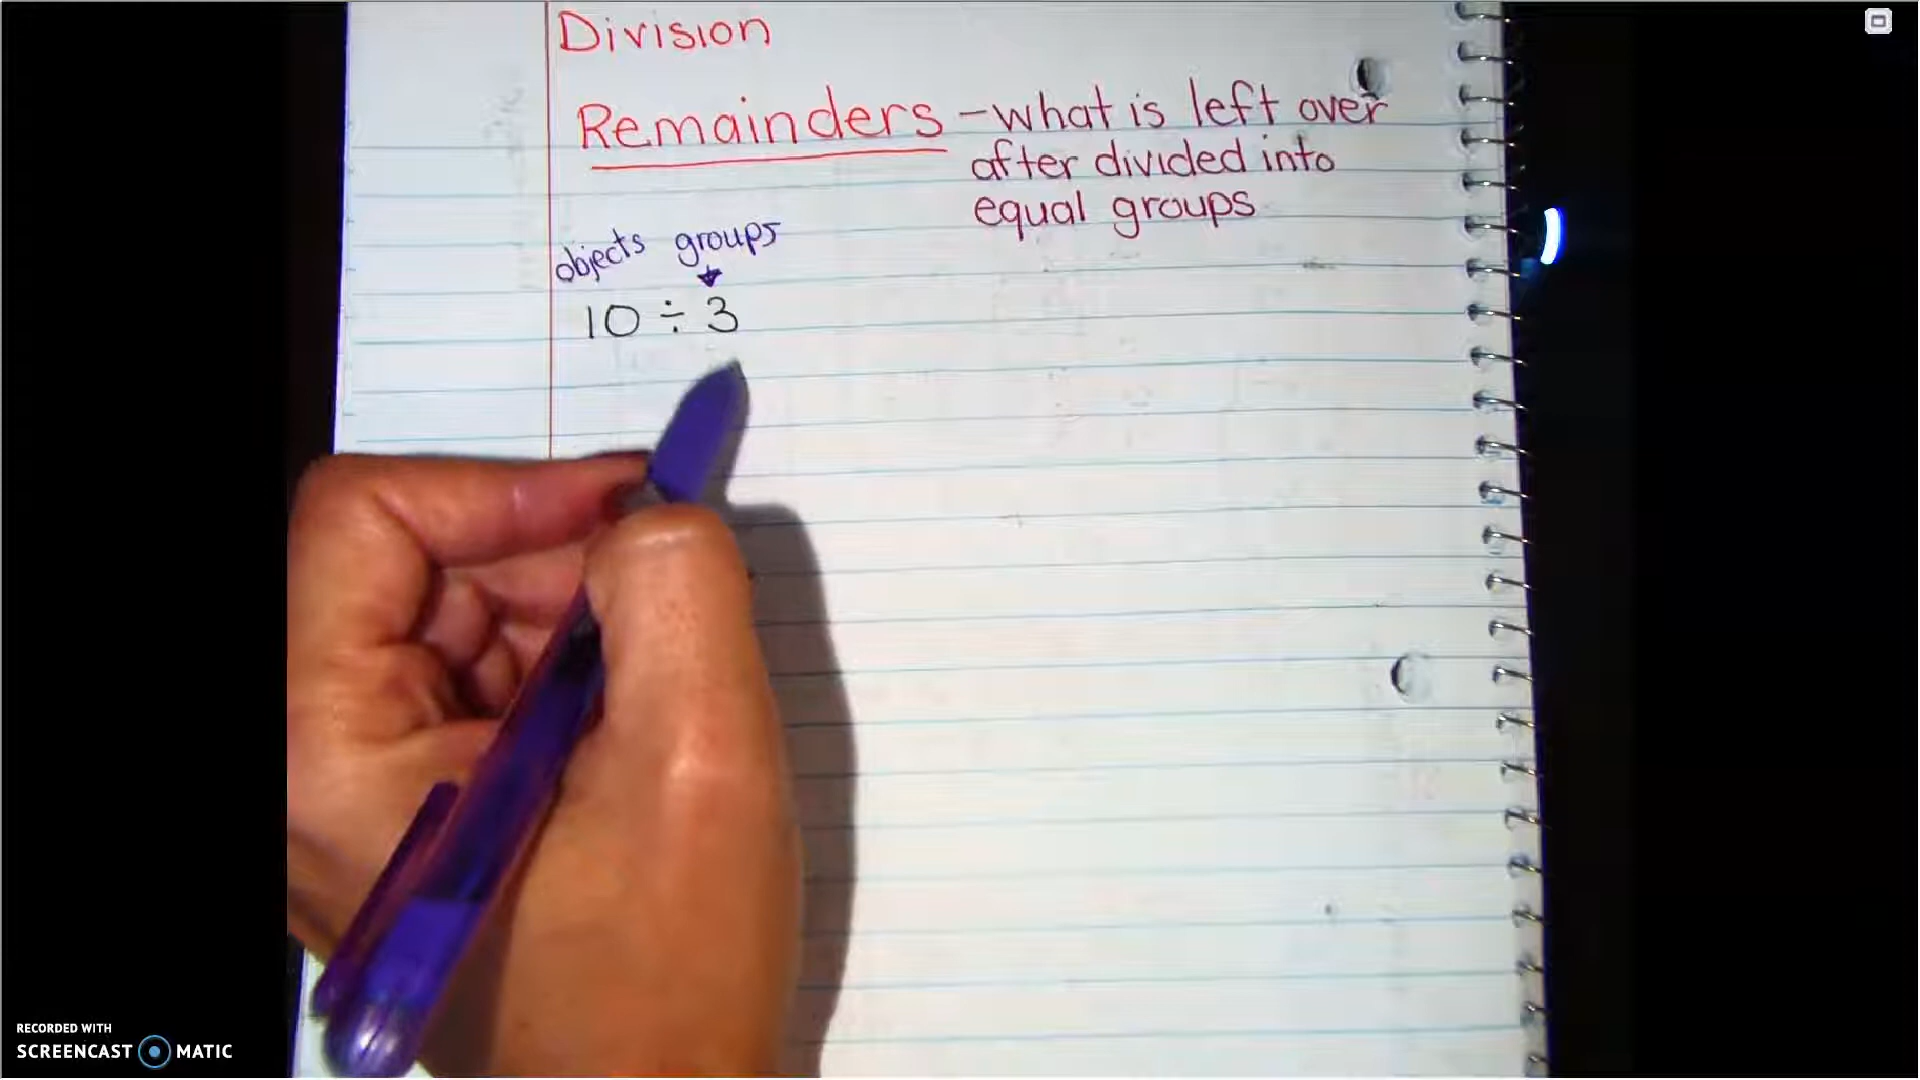 Division
Remainders - what is left over
after divided into
equal groups
objects groups
10 ÷ 3
RECORDED WITH
SCREENCAST MATIC